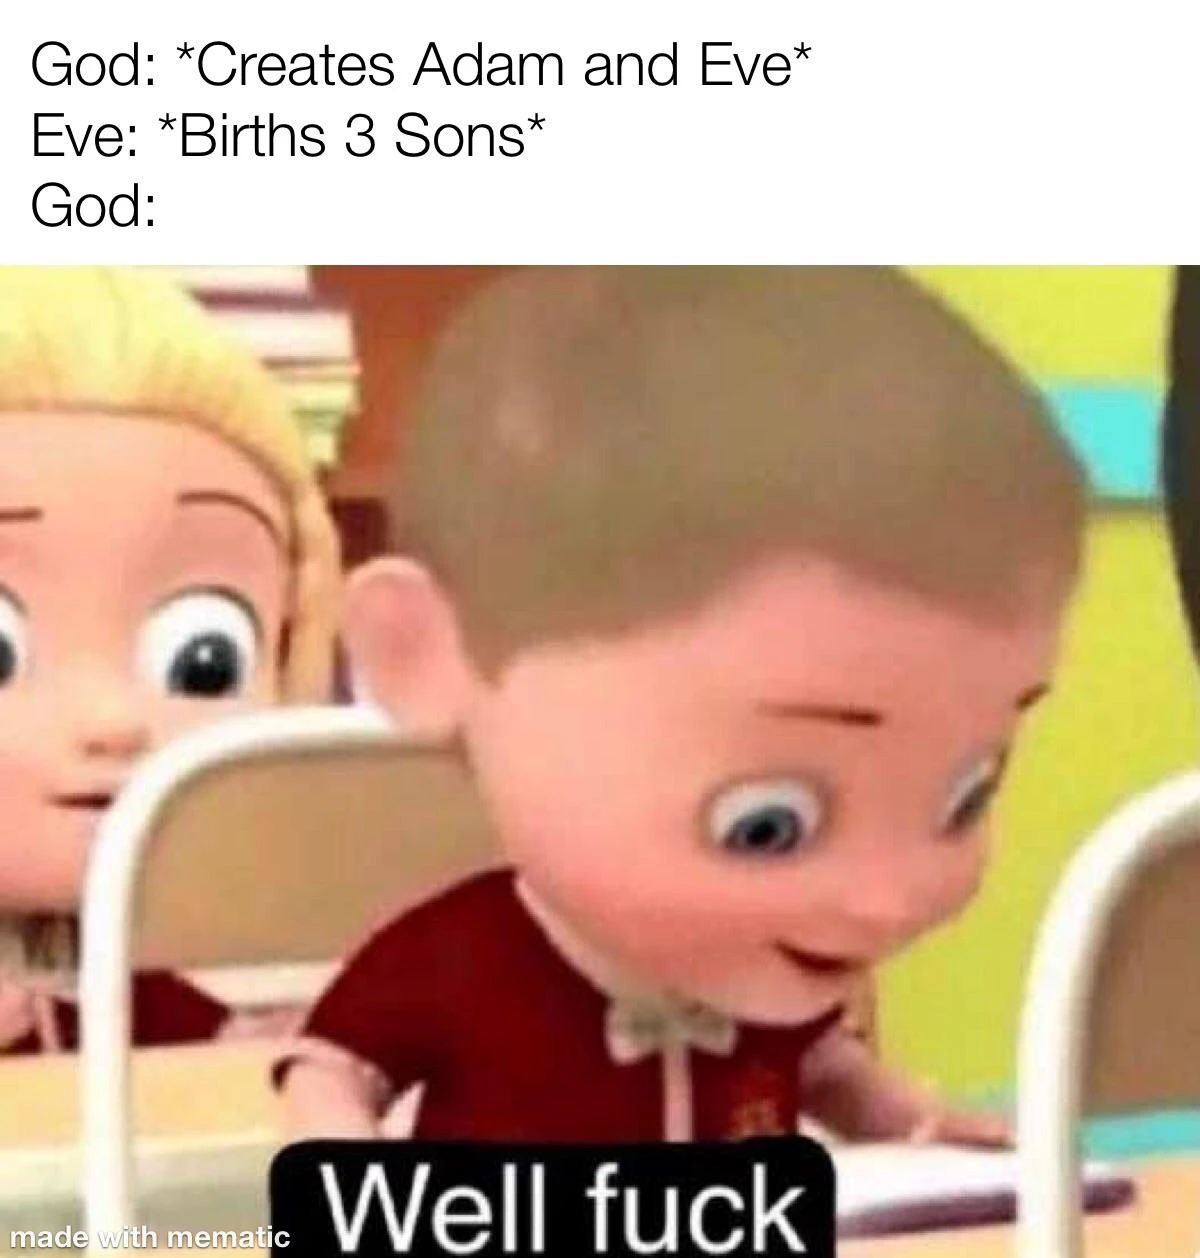 God: *Creates Adam and Eve*
Eve: *Births 3 Sons*
God:
Well fuck
made with mematic